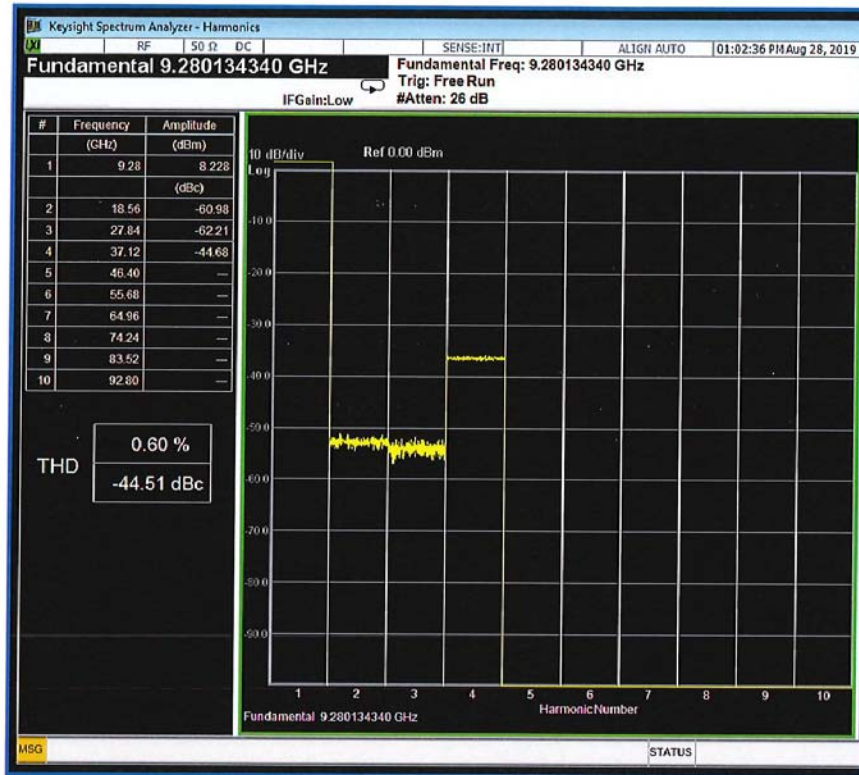 Keysight Spectrum Analyzer - Harmonics
LXI RF 50 Ω DC SENSE:INT ALIGN AUTO 01:02:36 PM Aug 28, 2019
Fundamental 9.280134340 GHz
Fundamental Freq: 9.280134340 GHz
Trig: Free Run
IFGain:Low #Atten: 26 dB
# Frequency Amplitude
(GHz) (dBm)
1 9.28 8.228
(dBc)
2 18.56 -60.98
3 27.84 -62.21
4 37.12 -44.68
5 46.40 ---
6 55.68 ---
7 64.96 ---
8 74.24 ---
9 83.52 ---
10 92.80 ---
THD
0.60 %
-44.51 dBc
10 dB/div Ref 0.00 dBm
Log
-10.0
-20.0
-30.0
-40.0
-50.0
-60.0
-70.0
-80.0
-90.0
1 2 3 4 5 6 7 8 9 10
Harmonic Number
Fundamental 9.280134340 GHz
MSG STATUS